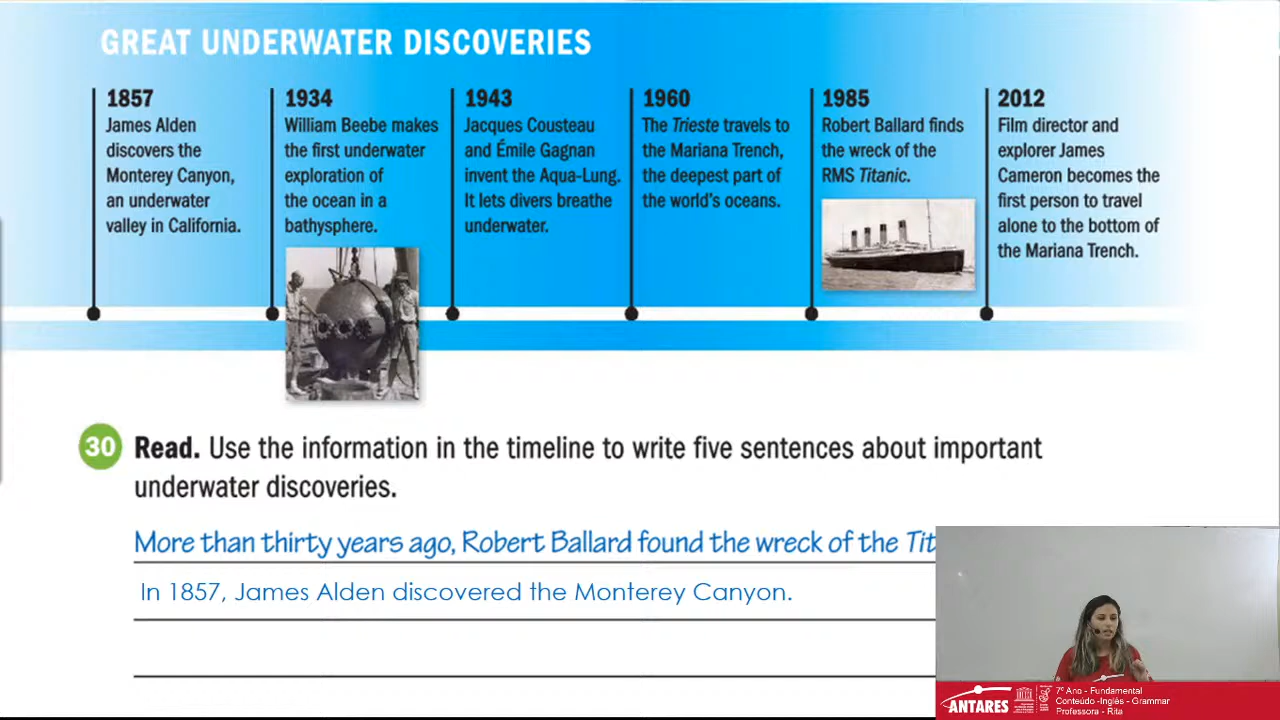 GREAT UNDERWATER DISCOVERIES
1857
James Alden
discovers the
Monterey Canyon,
an underwater
valley in California.
1934
William Beebe makes
the first underwater
exploration of
the ocean in a
bathysphere.
1943
Jacques Cousteau
and Émile Gagnan
invent the Aqua-Lung.
It lets divers breathe
underwater.
1960
The Trieste travels to
the Mariana Trench,
the deepest part of
the world's oceans.
1985
Robert Ballard finds
the wreck of the
RMS Titanic.
2012
Film director and
explorer James
Cameron becomes the
first person to travel
alone to the bottom of
the Mariana Trench.
30 Read. Use the information in the timeline to write five sentences about important
underwater discoveries.
More than thirty years ago, Robert Ballard found the wreck of the Tit
In 1857, James Alden discovered the Monterey Canyon.
ANTARES
7º Ano - Fundamental
Conteúdo -Inglês - Grammar
Professora - Rita